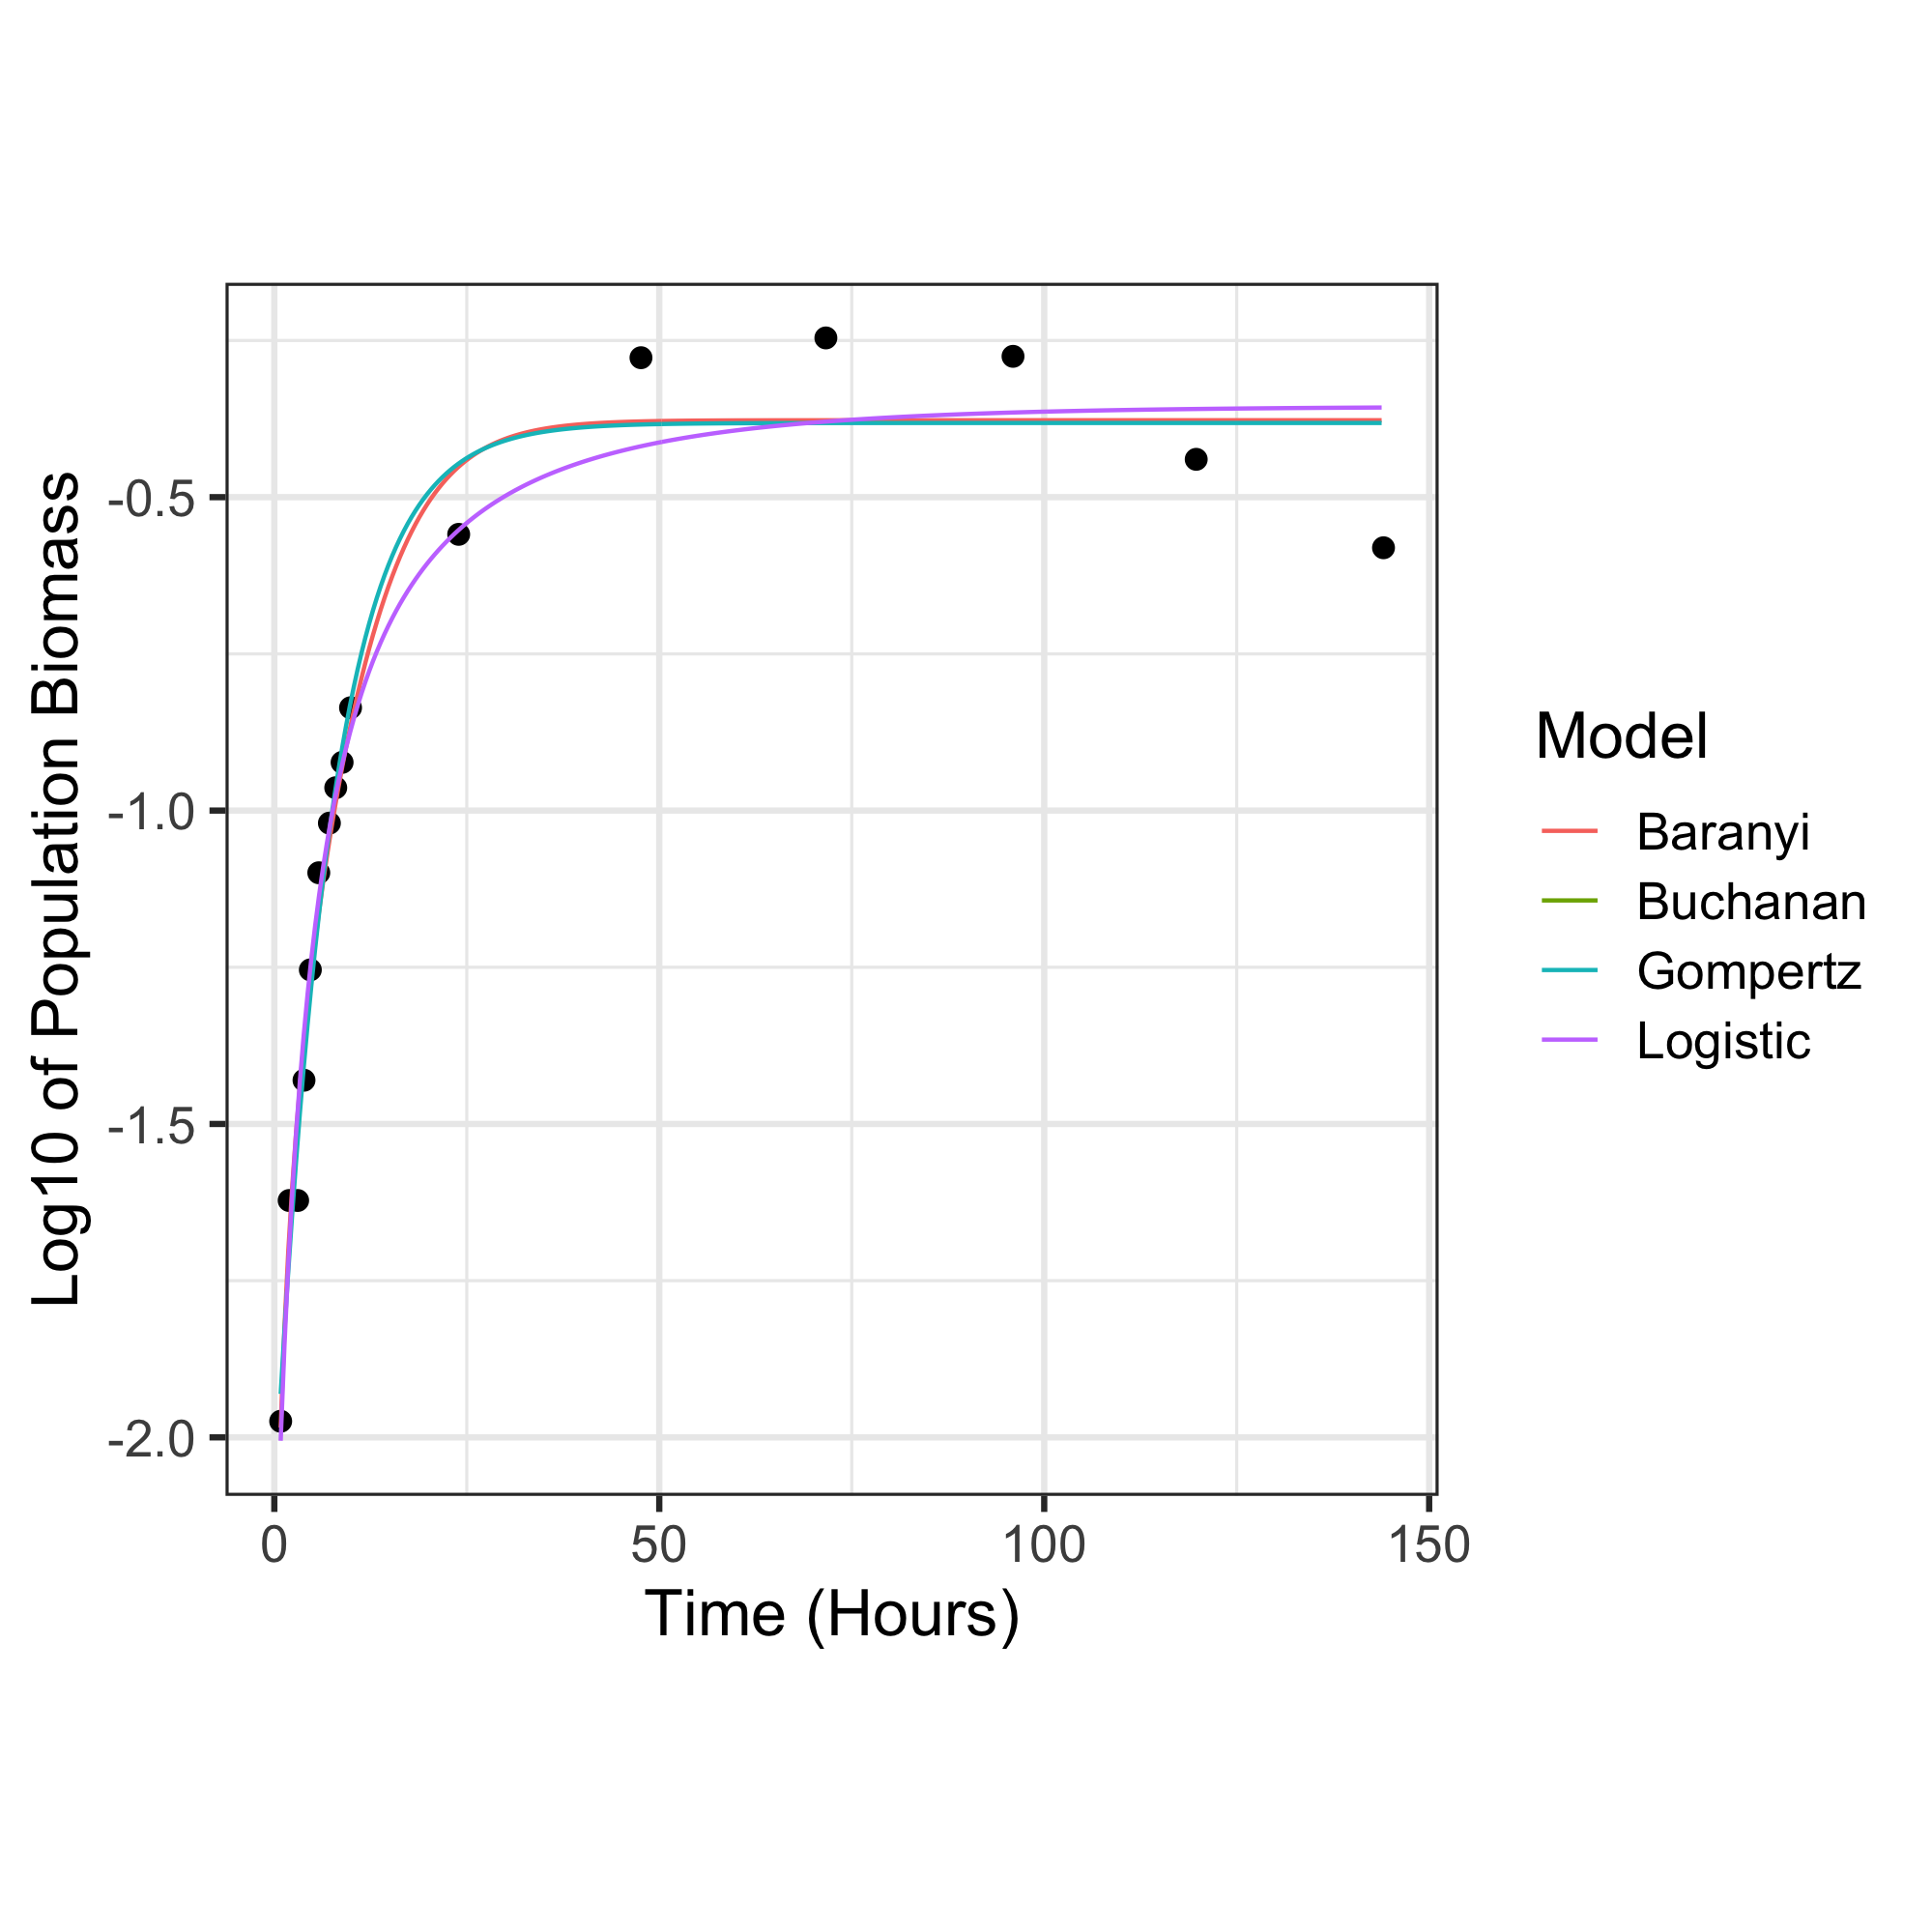 Log10 of Population Biomass
-0.5
-1.0
-1.5
-2.0
0 50 100 150
Time (Hours)
Model
Baranyi
Buchanan
Gompertz
Logistic